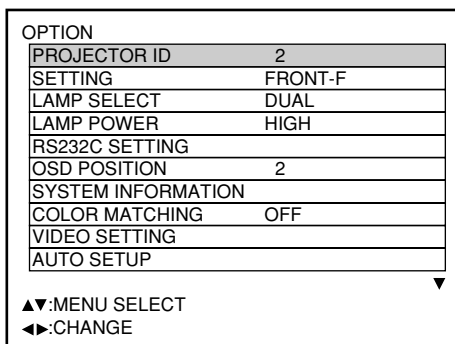 OPTION
PROJECTOR ID 2
SETTING FRONT-F
LAMP SELECT DUAL
LAMP POWER HIGH
RS232C SETTING
OSD POSITION 2
SYSTEM INFORMATION
COLOR MATCHING OFF
VIDEO SETTING
AUTO SETUP
▼
▲▼:MENU SELECT
◀▶:CHANGE